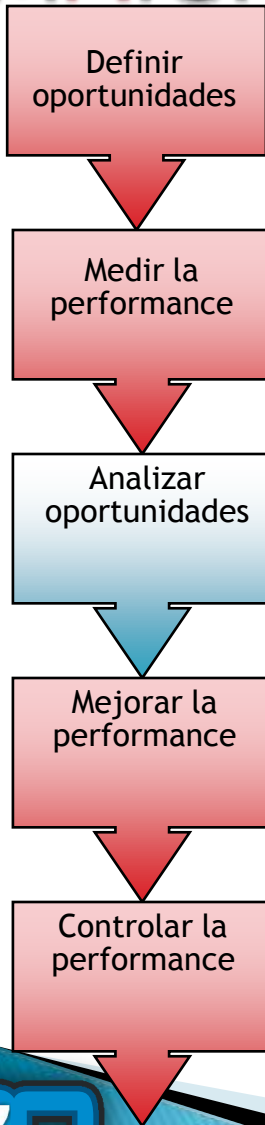 Definir
oportunidades
Medir la
performance
Analizar
oportunidades
Mejorar la
performance
Controlar la
performance